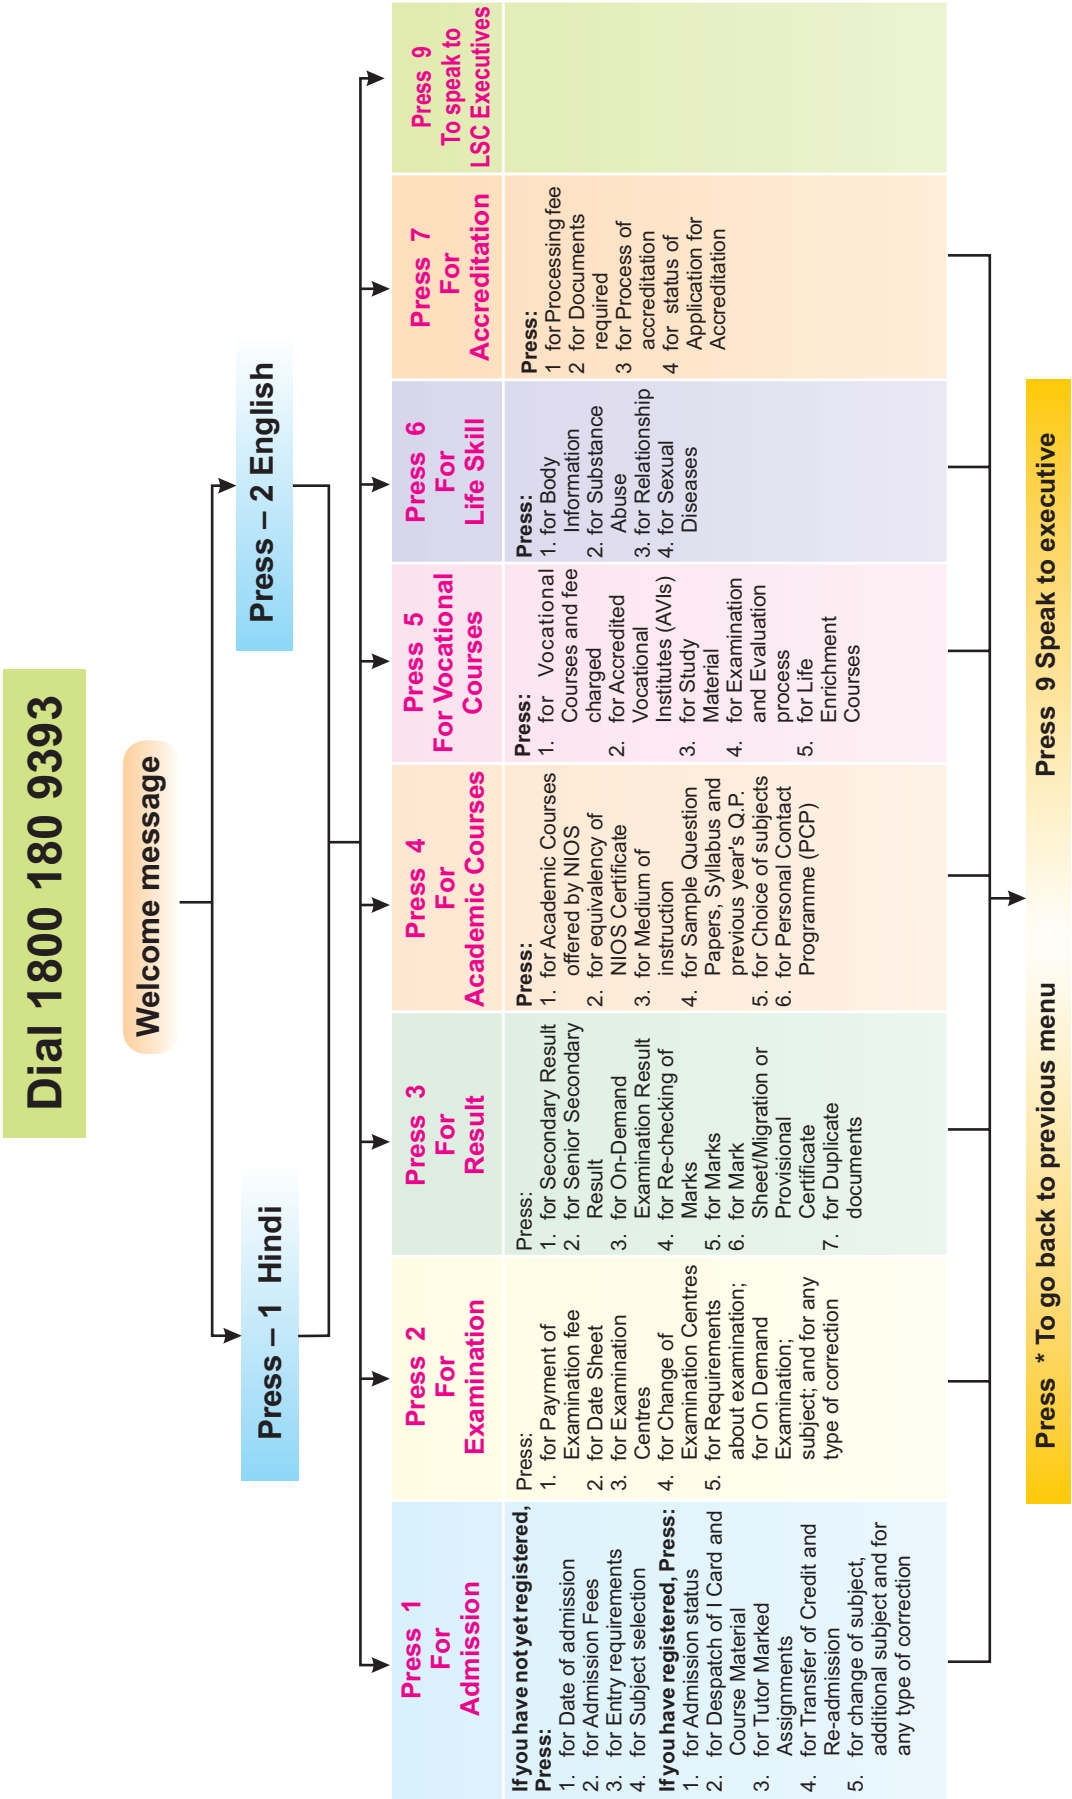 Dial 1800 180 9393
Welcome message
Press – 1 Hindi
Press – 2 English
Press 1
For
Admission
If you have not yet registered,
Press:
1. for Date of admission
2. for Admission Fees
3. for Entry requirements
4. for Subject selection
If you have registered, Press:
1. for Admission status
2. for Despatch of I Card and
Course Material
3. for Tutor Marked
Assignments
4. for Transfer of Credit and
Re-admission
5. for change of subject,
additional subject and for
any type of correction
Press 2
For
Examination
Press:
1. for Payment of
Examination fee
2. for Date Sheet
3. for Examination
Centres
4. for Change of
Examination Centres
5. for Requirements
about examination;
for On Demand
Examination;
subject; and for any
type of correction
Press 3
For
Result
Press:
1. for Secondary Result
2. for Senior Secondary
Result
3. for On-Demand
Examination Result
4. for Re-checking of
Marks
5. for Marks
6. for Mark
Sheet/Migration or
Provisional
Certificate
7. for Duplicate
documents
Press 4
For
Academic Courses
Press:
1. for Academic Courses
offered by NIOS
2. for equivalency of
NIOS Certificate
3. for Medium of
instruction
4. for Sample Question
Papers, Syllabus and
previous year's Q.P.
5. for Choice of subjects
6. for Personal Contact
Programme (PCP)
Press 5
For Vocational
Courses
Press:
1. for Vocational
Courses and fee
charged
2. for Accredited
Vocational
Institutes (AVIs)
3. for Study
Material
4. for Examination
and Evaluation
process
5. for Life
Enrichment
Courses
Press 6
For
Life Skill
Press:
1. for Body
Information
2. for Substance
Abuse
3. for Relationship
4. for Sexual
Diseases
Press 7
For
Accreditation
Press:
1 for Processing fee
2 for Documents
required
3 for Process of
accreditation
4 for status of
Application for
Accreditation
Press 9
To speak to
LSC Executives
Press * To go back to previous menu Press 9 Speak to executive